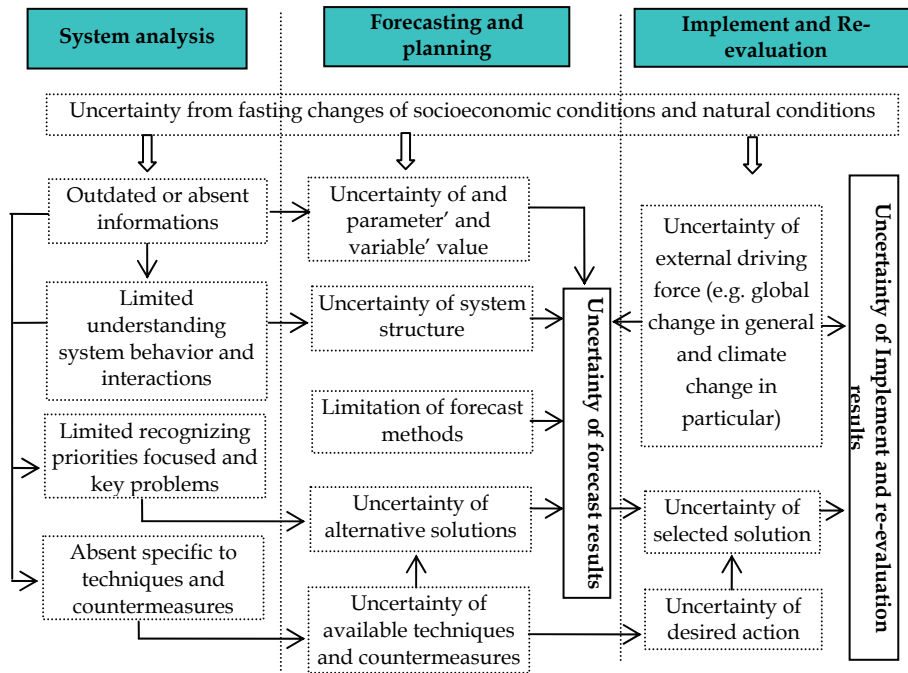 System analysis
Forecasting and
planning
Implement and Re-
evaluation
Uncertainty from fasting changes of socioeconomic conditions and natural conditions
Outdated or absent
informations
Limited
understanding
system behavior and
interactions
Limited recognizing
priorities focused and
key problems
Absent specific to
techniques and
countermeasures
Uncertainty of and
parameter’ and
variable’ value
Uncertainty of system
structure
Limitation of forecast
methods
Uncertainty of
alternative solutions
Uncertainty of
available techniques
and countermeasures
Uncertainty of forecast results
Uncertainty of
external driving
force (e.g. global
change in general
and climate
change in
particular)
Uncertainty of
selected solution
Uncertainty of
desired action
Uncertainty of Implement and re-evaluation
results